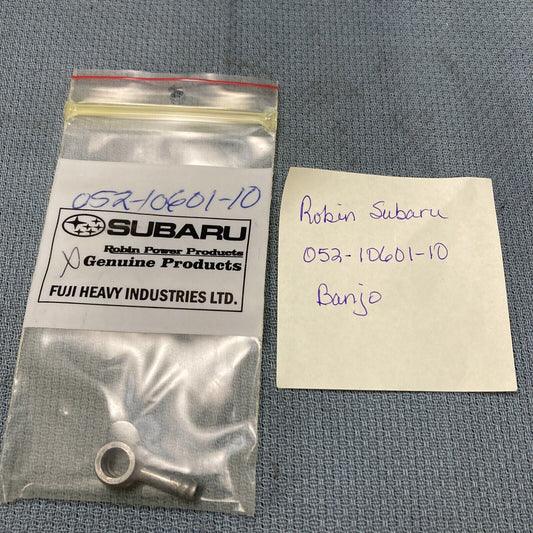 052-10601-10
SUBARU
Robin Power Products
Genuine Products
FUJI HEAVY INDUSTRIES LTD.
Robin Subaru
052-10601-10
Banjo